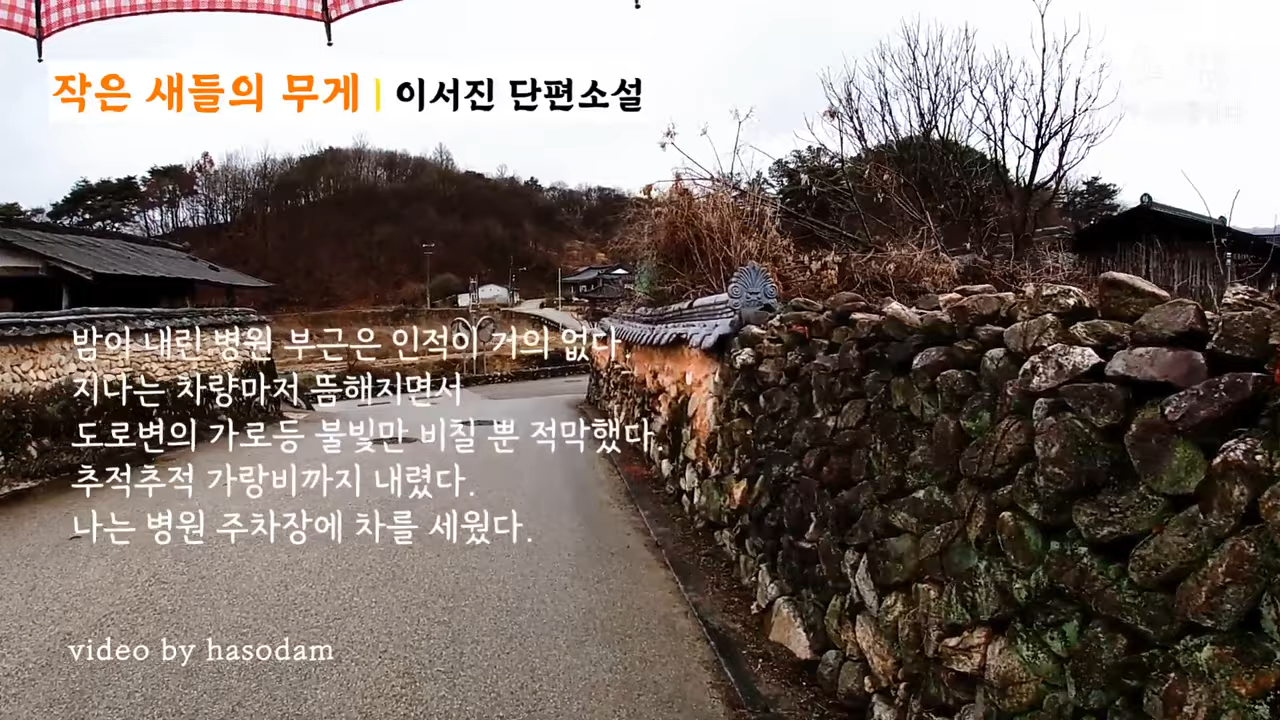 작은 새들의 무게 | 이서진 단편소설
밤이 내린 병원 부근은 인적이 거의 없다
지나는 차량마저 뜸해지면서
도로변의 가로등 불빛만 비칠 뿐 적막했다
추적추적 가랑비까지 내렸다.
나는 병원 주차장에 차를 세웠다.
video by hasodam